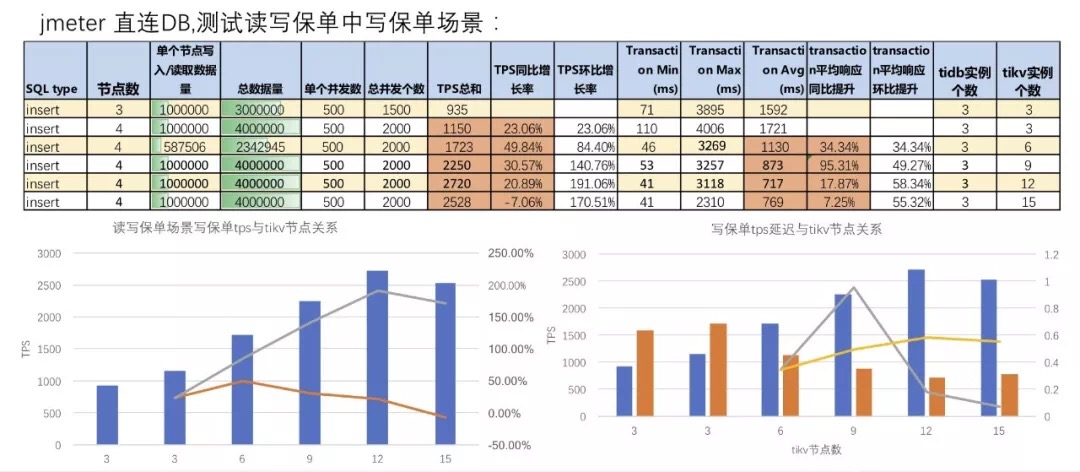 jmeter 直连DB,测试读写保单中写保单场景：
SQL type 节点数 单个节点写入/读取数据量 总数据量 单个并发数 总并发个数 TPS总和 TPS同比增长率 TPS环比增长率 Transaction Min (ms) Transaction Max (ms) Transaction Avg (ms) transaction平均响应同比提升 transaction平均响应环比提升 tidb实例个数 tikv实例个数
insert 3 1000000 3000000 500 1500 935 71 3895 1592 3 3
insert 4 1000000 4000000 500 2000 1150 23.06% 23.06% 110 4006 1721 3 3
insert 4 587506 2342945 500 2000 1723 49.84% 84.40% 46 3269 1130 34.34% 34.34% 3 6
insert 4 1000000 4000000 500 2000 2250 30.57% 140.76% 53 3257 873 95.31% 49.27% 3 9
insert 4 1000000 4000000 500 2000 2720 20.89% 191.06% 41 3118 717 17.87% 58.34% 3 12
insert 4 1000000 4000000 500 2000 2528 -7.06% 170.51% 41 2310 769 7.25% 55.32% 3 15
读写保单场景写保单tps与tikv节点关系
3000
2500
2000
1500
1000
500
0
TPS
250.00%
200.00%
150.00%
100.00%
50.00%
0.00%
-50.00%
3 3 6 9 12 15
写保单tps延迟与tikv节点关系
3000
2500
2000
1500
1000
500
0
TPS
1.2
1
0.8
0.6
0.4
0.2
0
3 3 6 9 12 15
tikv节点数